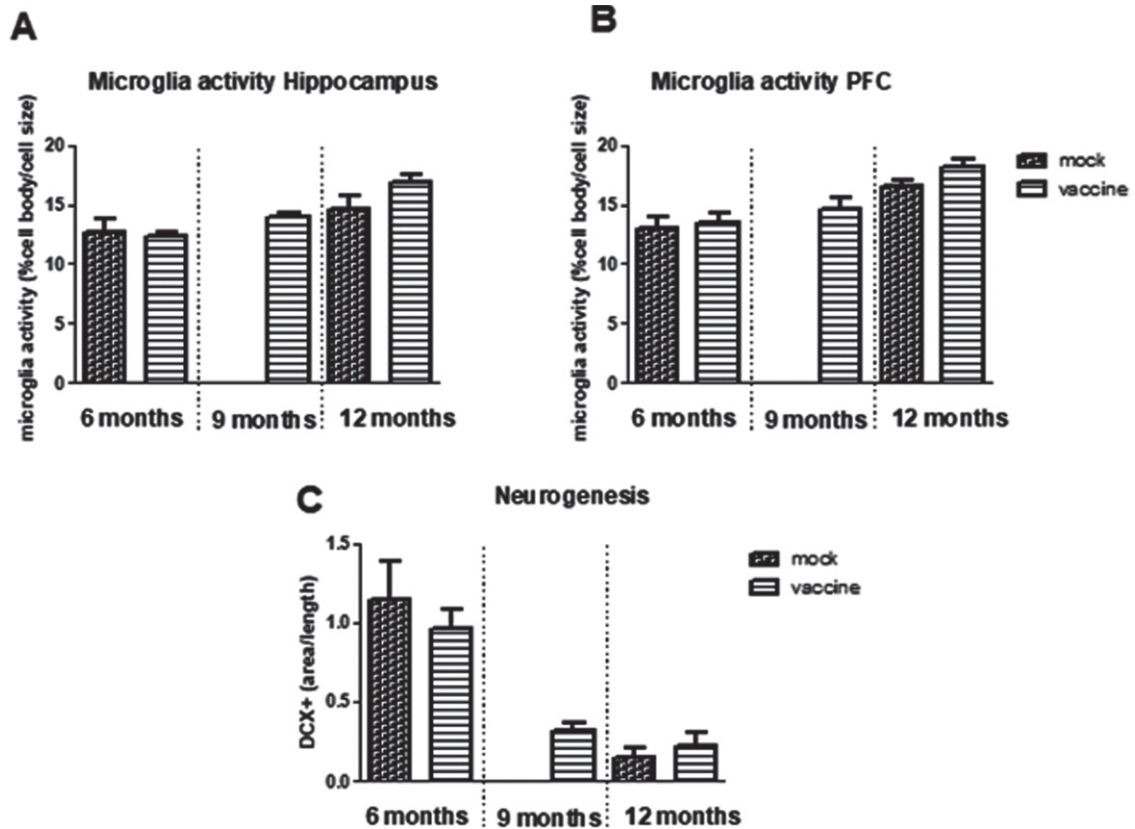 A
Microglia activity Hippocampus
microglia activity (%cell body/cell size)
20
15
10
5
0
6 months
9 months
12 months
B
Microglia activity PFC
microglia activity (%cell body/cell size)
20
15
10
5
0
6 months
9 months
12 months
mock
vaccine
C
Neurogenesis
DCX+ (area/length)
1.5
1.0
0.5
0.0
6 months
9 months
12 months
mock
vaccine